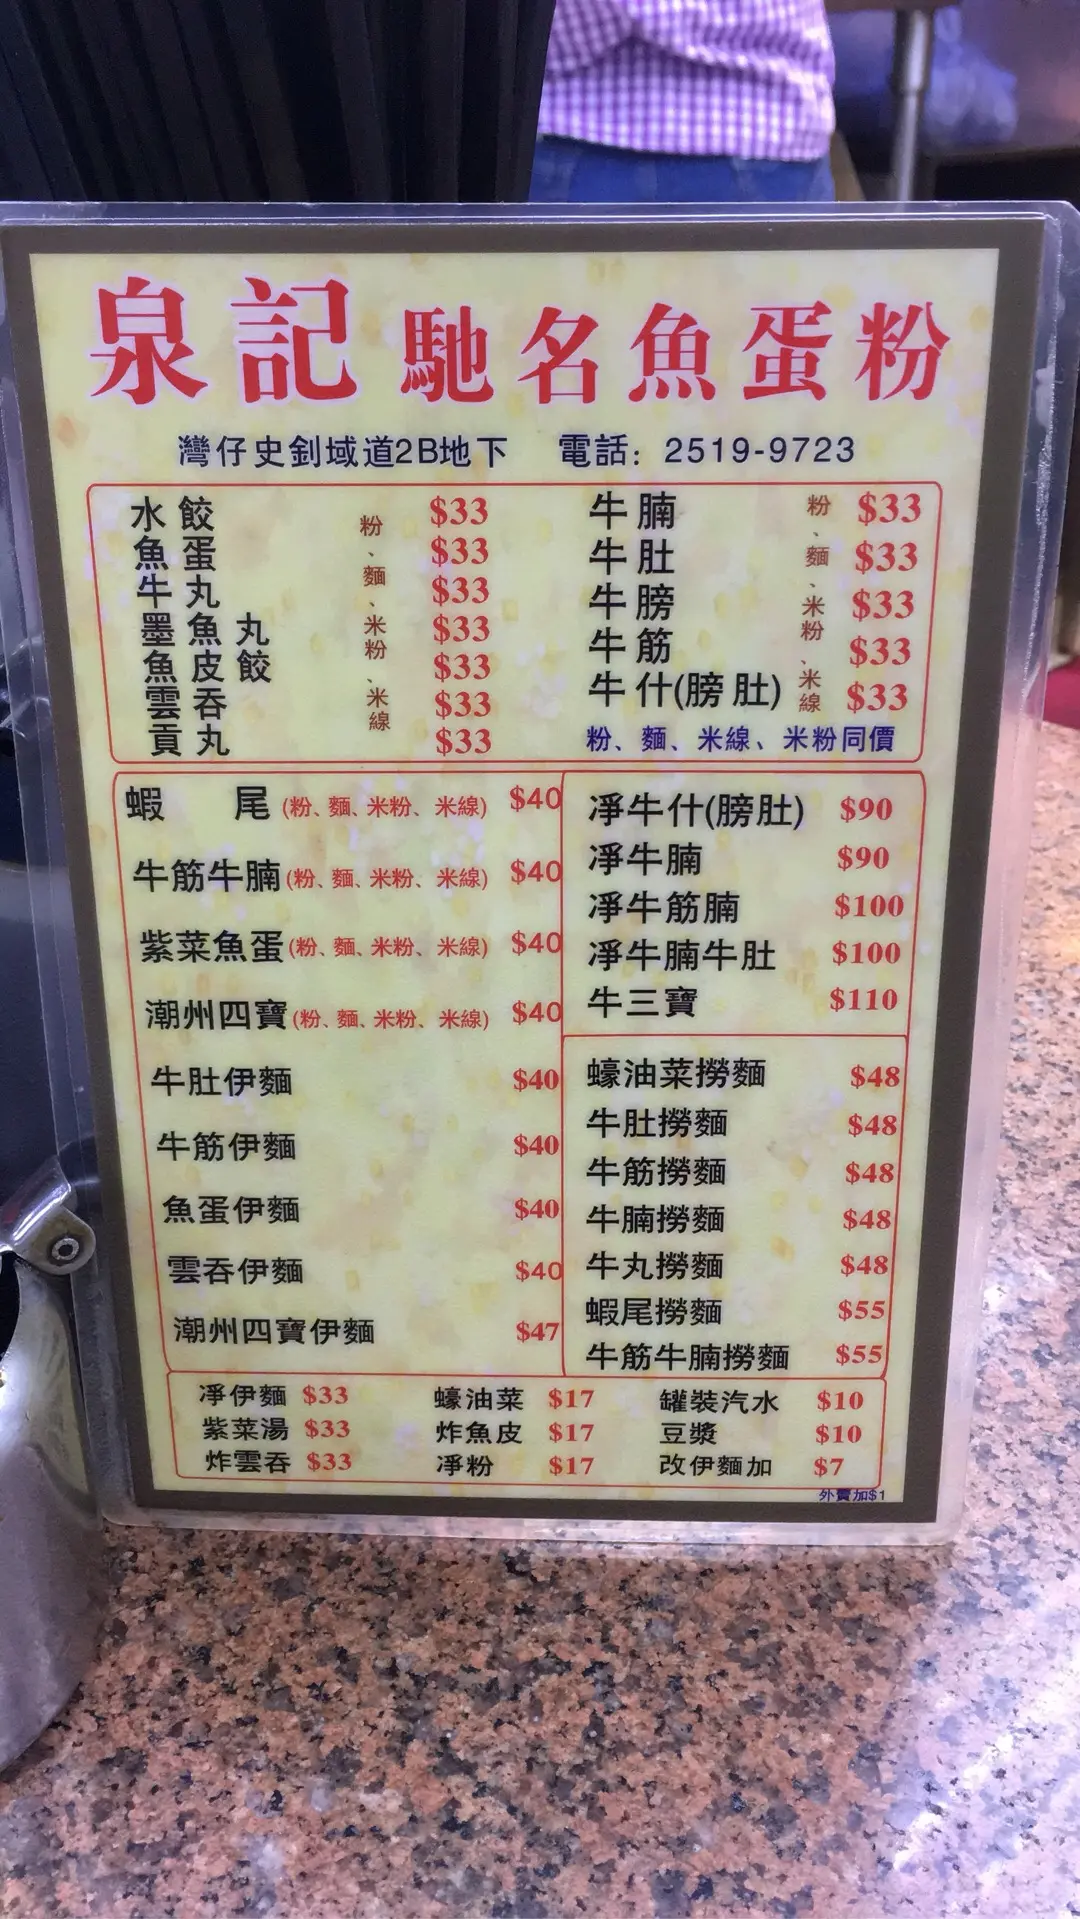 泉記 馳名魚蛋粉
灣仔史釗域道2B地下 電話：2519-9723
水餃 $33
魚蛋 $33
牛丸 $33
墨魚丸 $33
魚皮餃 $33
雲吞 $33
貢丸 $33
粉、麵、米粉、米線
牛腩 $33
牛肚 $33
牛膀 $33
牛筋 $33
牛什(膀肚) $33
粉、麵、米粉、米線
粉、麵、米線、米粉同價
蝦尾(粉、麵、米粉、米線) $40
牛筋牛腩(粉、麵、米粉、米線) $40
紫菜魚蛋(粉、麵、米粉、米線) $40
潮州四寶(粉、麵、米粉、米線) $40
牛肚伊麵 $40
牛筋伊麵 $40
魚蛋伊麵 $40
雲吞伊麵 $40
潮州四寶伊麵 $47
凈牛什(膀肚) $90
凈牛腩 $90
凈牛筋腩 $100
凈牛腩牛肚 $100
牛三寶 $110
蠔油菜撈麵 $48
牛肚撈麵 $48
牛筋撈麵 $48
牛腩撈麵 $48
牛丸撈麵 $48
蝦尾撈麵 $55
牛筋牛腩撈麵 $55
凈伊麵 $33 蠔油菜 $17 罐裝汽水 $10
紫菜湯 $33 炸魚皮 $17 豆漿 $10
炸雲吞 $33 凈粉 $17 改伊麵加 $7
外賣加$1